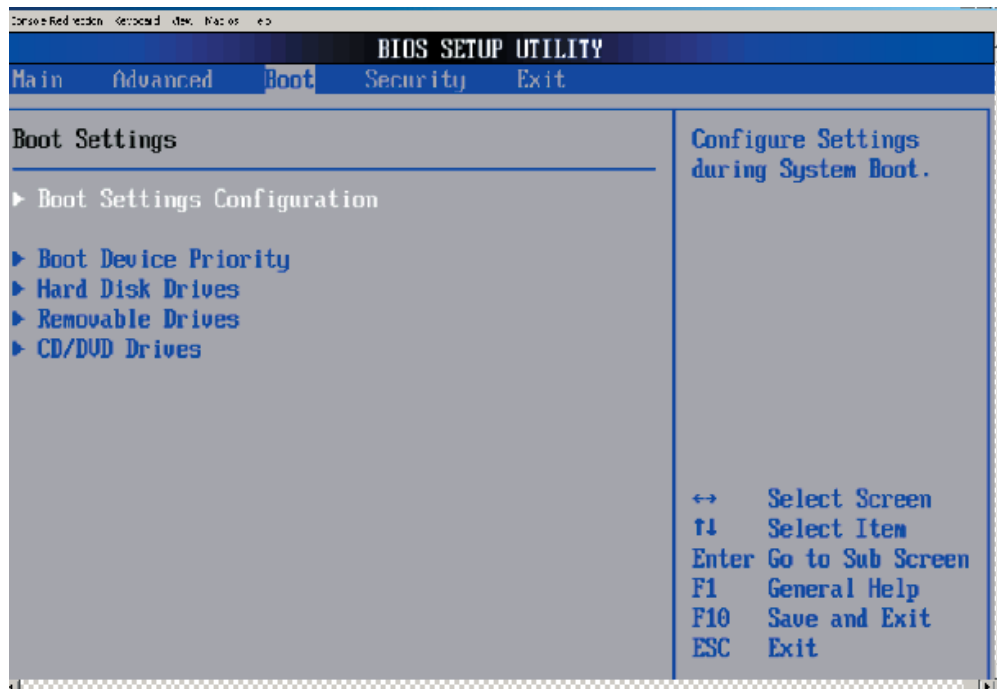 Keyboard
BIOS SETUP UTILITY
Main Advanced Boot Security Exit
Boot Settings
▶ Boot Settings Configuration
▶ Boot Device Priority
▶ Hard Disk Drives
▶ Removable Drives
▶ CD/DVD Drives
Configure Settings
during System Boot.
↔ Select Screen
↑↓ Select Item
Enter Go to Sub Screen
F1 General Help
F10 Save and Exit
ESC Exit